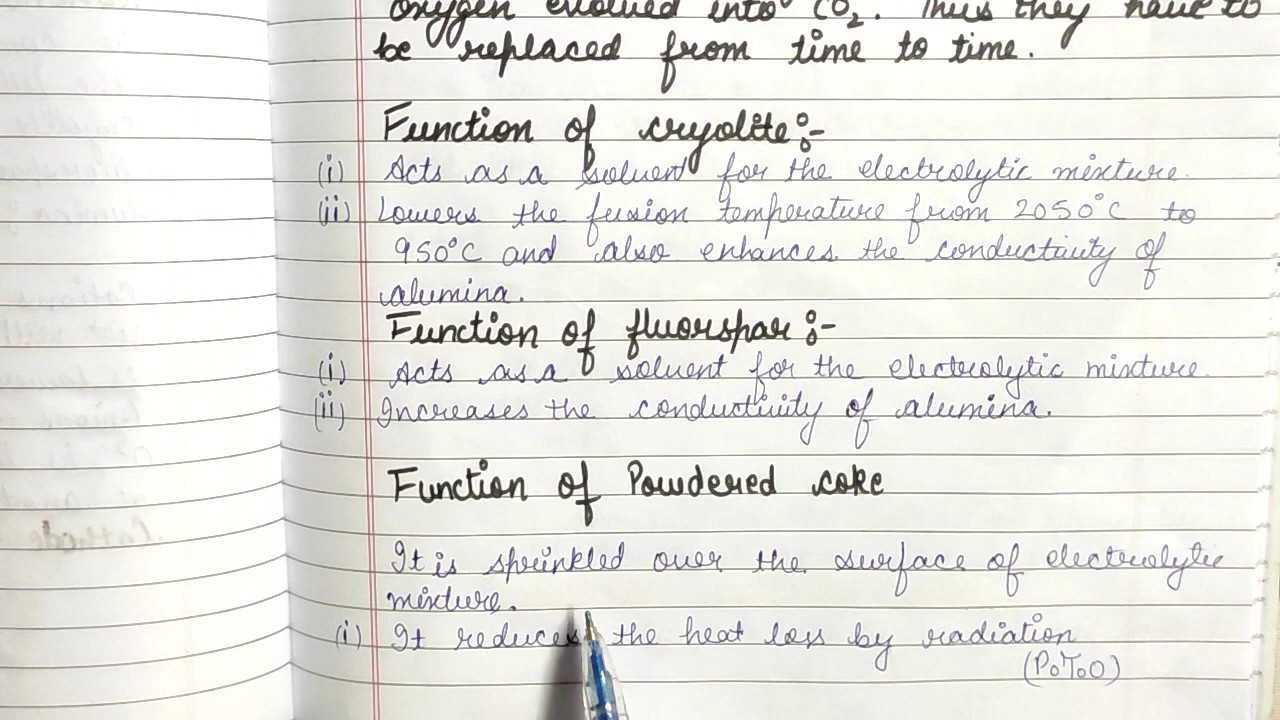 oxygen evolved into CO₂. Thus they have to
be replaced from time to time.
Function of cryolite:-
(i) Acts as a solvent for the electrolytic mixture.
(ii) Lowers the fusion temperature from 2050°C to
950°C and also enhances the conductivity of
alumina.
Function of fluorspar:-
(i) Acts as a solvent for the electrolytic mixture.
(ii) Increases the conductivity of alumina.
Function of Powdered coke
It is sprinkled over the surface of electrolytic
mixture.
(i) It reduces the heat loss by radiation
(P.T.O)